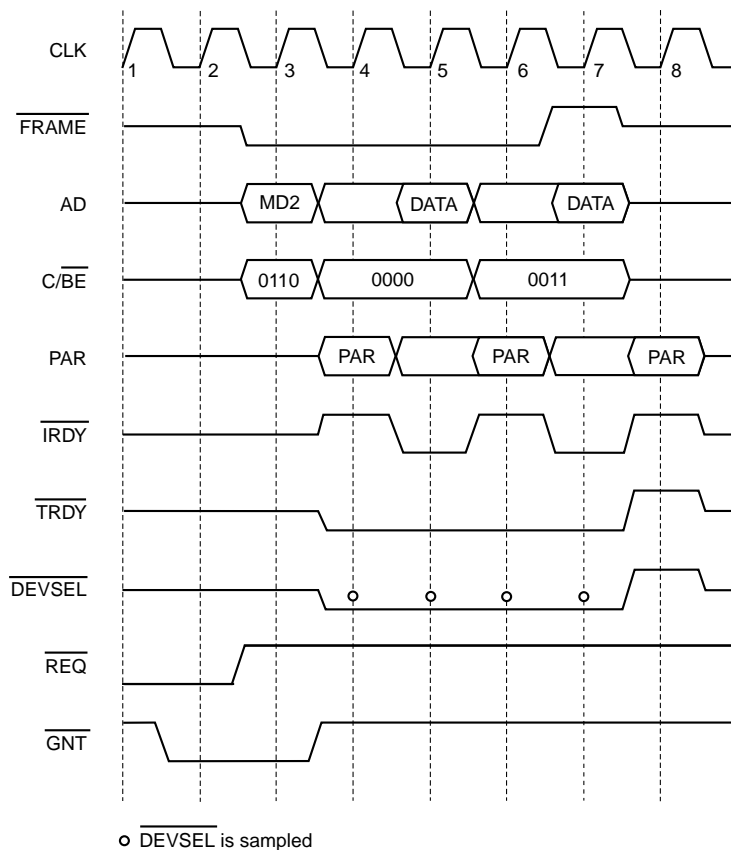 CLK
1 2 3 4 5 6 7 8
FRAME
AD
MD2 DATA DATA
C/BE
0110 0000 0011
PAR
PAR PAR PAR
IRDY
TRDY
DEVSEL
REQ
GNT
DEVSEL is sampled